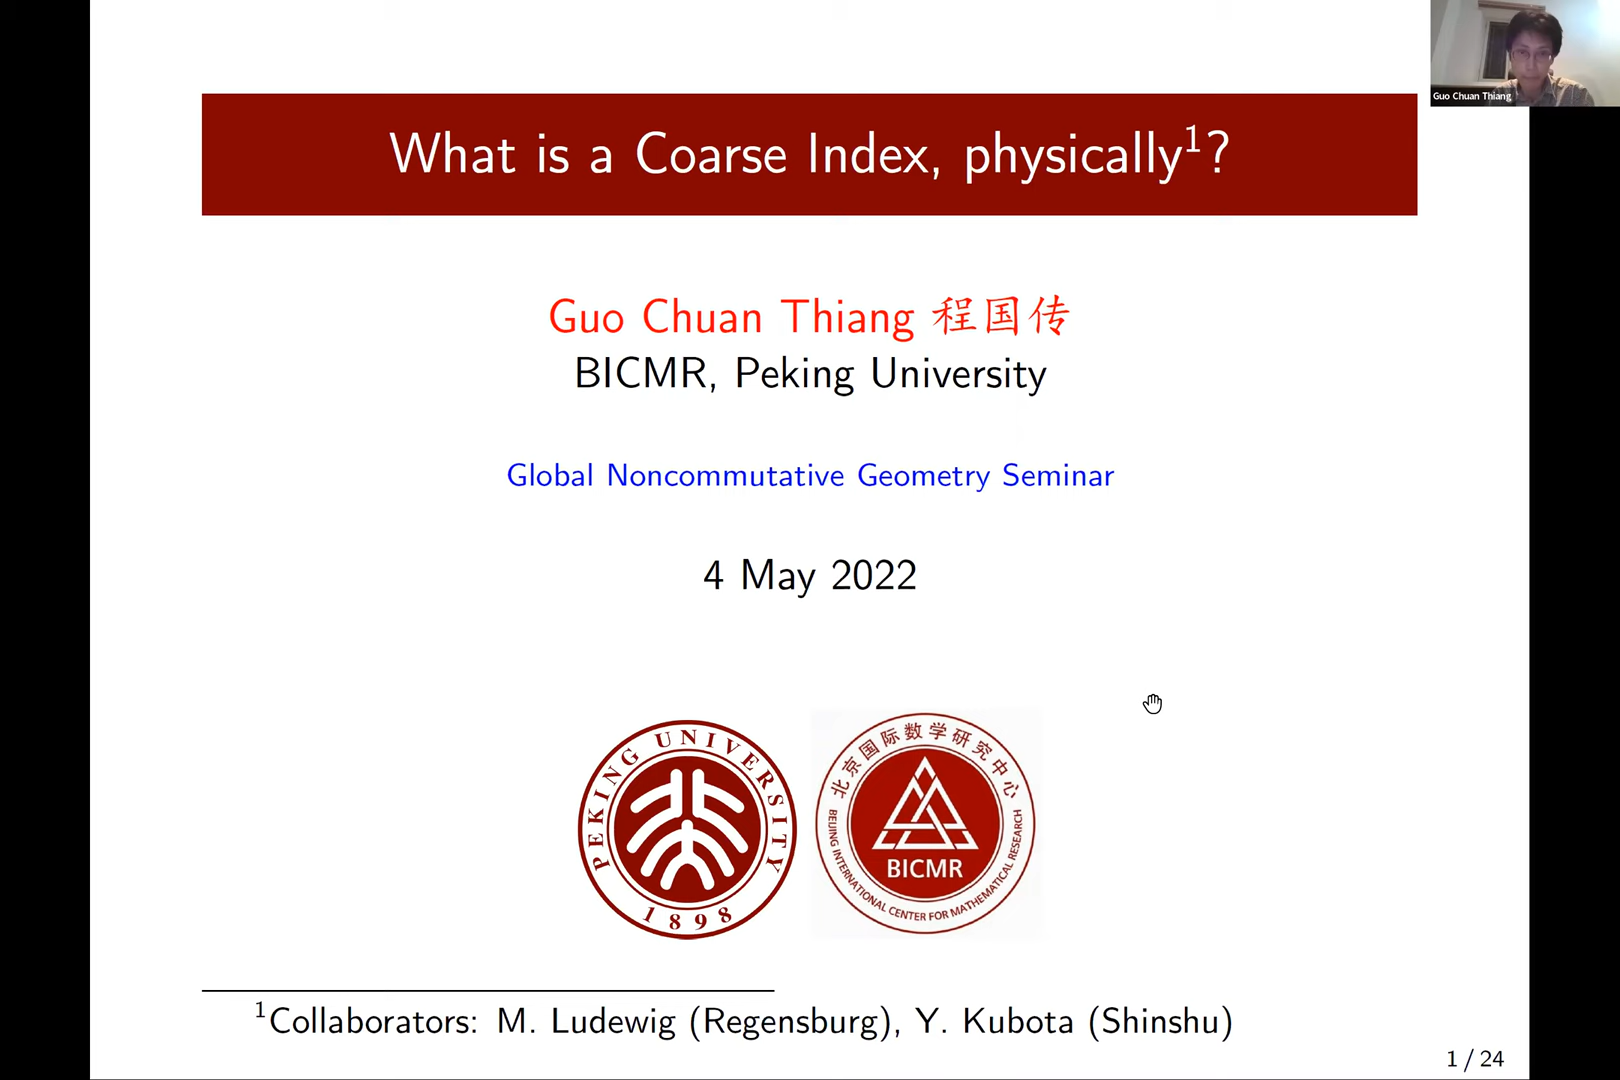 What is a Coarse Index, physically¹?
Guo Chuan Thiang
Guo Chuan Thiang 程国传
BICMR, Peking University
Global Noncommutative Geometry Seminar
4 May 2022
PEKING UNIVERSITY
1898
北京国际数学研究中心
BICMR
BEIJING INTERNATIONAL CENTER FOR MATHEMATICAL RESEARCH
¹Collaborators: M. Ludewig (Regensburg), Y. Kubota (Shinshu)
1 / 24